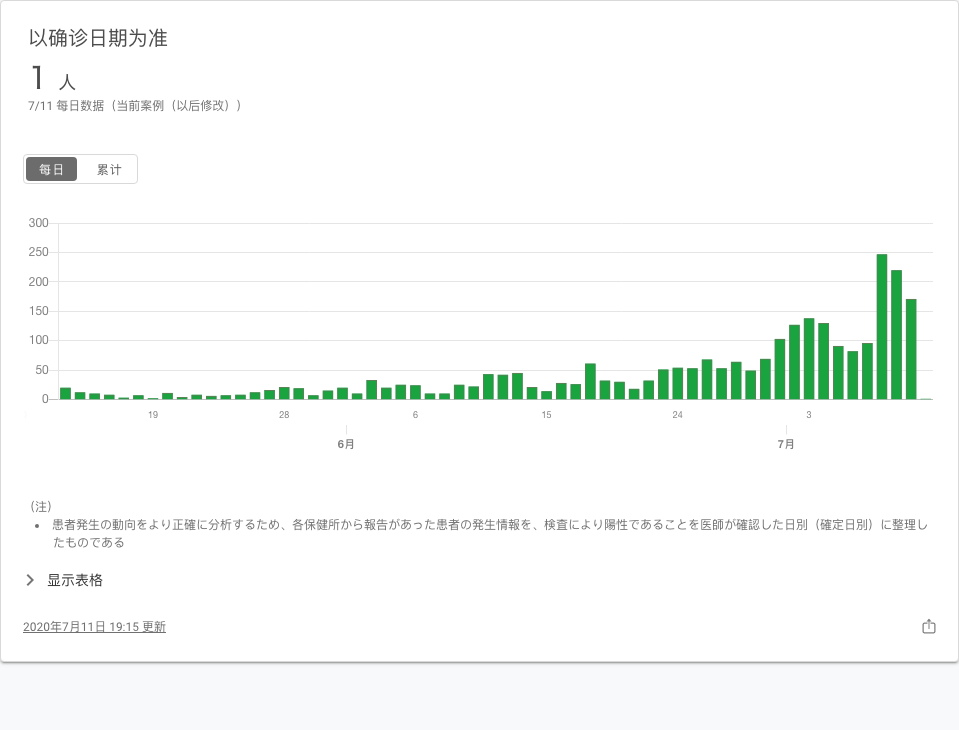 以确诊日期为准
1 人
7/11 每日数据（当前案例（以后修改））
每日 累计
300
250
200
150
100
50
0
19 28 6 15 24 3
6月 7月
（注）
• 患者発生の動向をより正確に分析するため、各保健所から報告があった患者の発生情報を、検査により陽性であることを医師が確認した日別（確定日別）に整理し
たものである
显示表格
2020年7月11日 19:15 更新